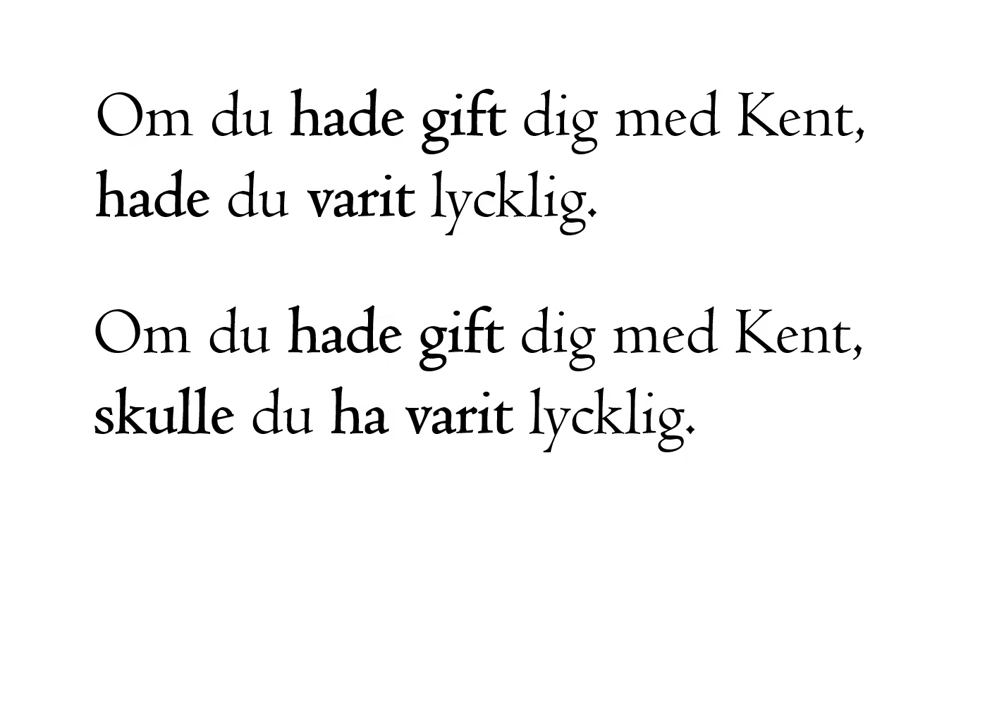 Om du hade gift dig med Kent,
hade du varit lycklig.
Om du hade gift dig med Kent,
skulle du ha varit lycklig.